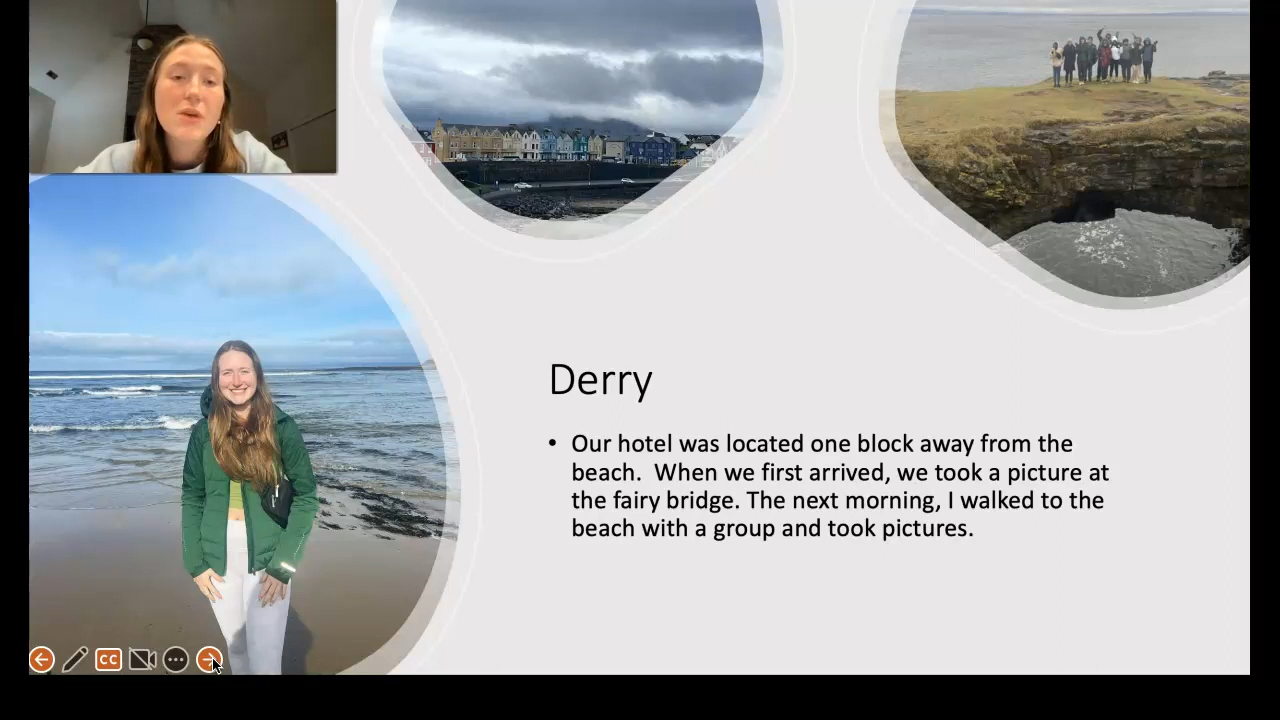 Derry
• Our hotel was located one block away from the
beach.  When we first arrived, we took a picture at
the fairy bridge. The next morning, I walked to the
beach with a group and took pictures.
CC